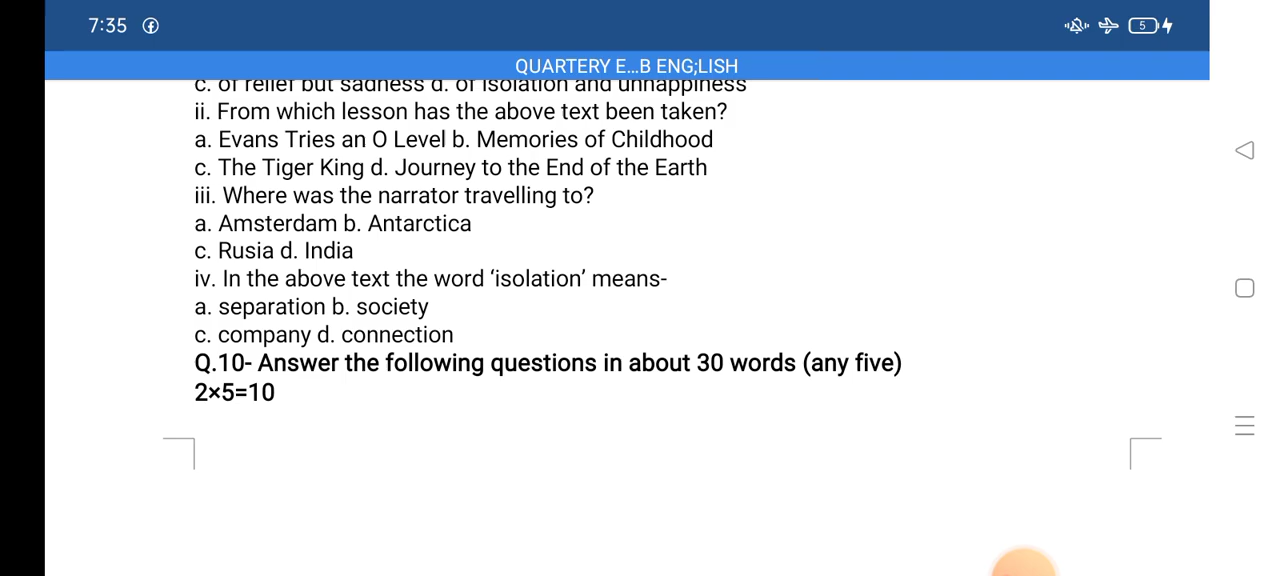 7:35
5
QUARTERY E...B ENG;LISH
c. of relief but sadness d. of isolation and unhappiness
ii. From which lesson has the above text been taken?
a. Evans Tries an O Level b. Memories of Childhood
c. The Tiger King d. Journey to the End of the Earth
iii. Where was the narrator travelling to?
a. Amsterdam b. Antarctica
c. Rusia d. India
iv. In the above text the word ‘isolation’ means-
a. separation b. society
c. company d. connection
Q.10- Answer the following questions in about 30 words (any five)
2×5=10